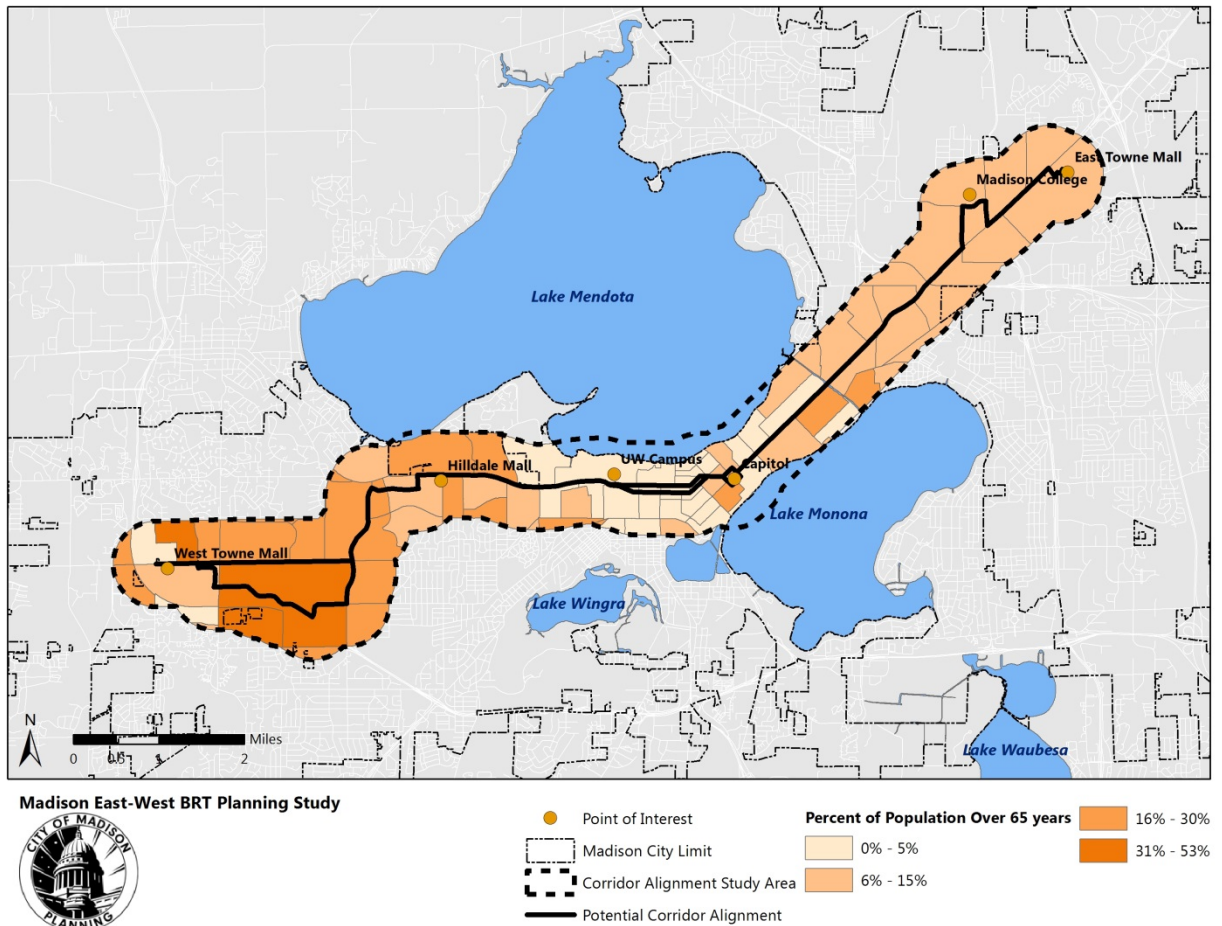 East Towne Mall
Madison College
Lake Mendota
UW Campus
Capitol
Hilldale Mall
Lake Monona
West Towne Mall
Lake Wingra
N
Miles
0 0.5 1 2
Lake Waubesa
Madison East-West BRT Planning Study
CITY OF MADISON
PLANNING
Point of Interest
Madison City Limit
Corridor Alignment Study Area
Potential Corridor Alignment
Percent of Population Over 65 years
0% - 5%
6% - 15%
16% - 30%
31% - 53%